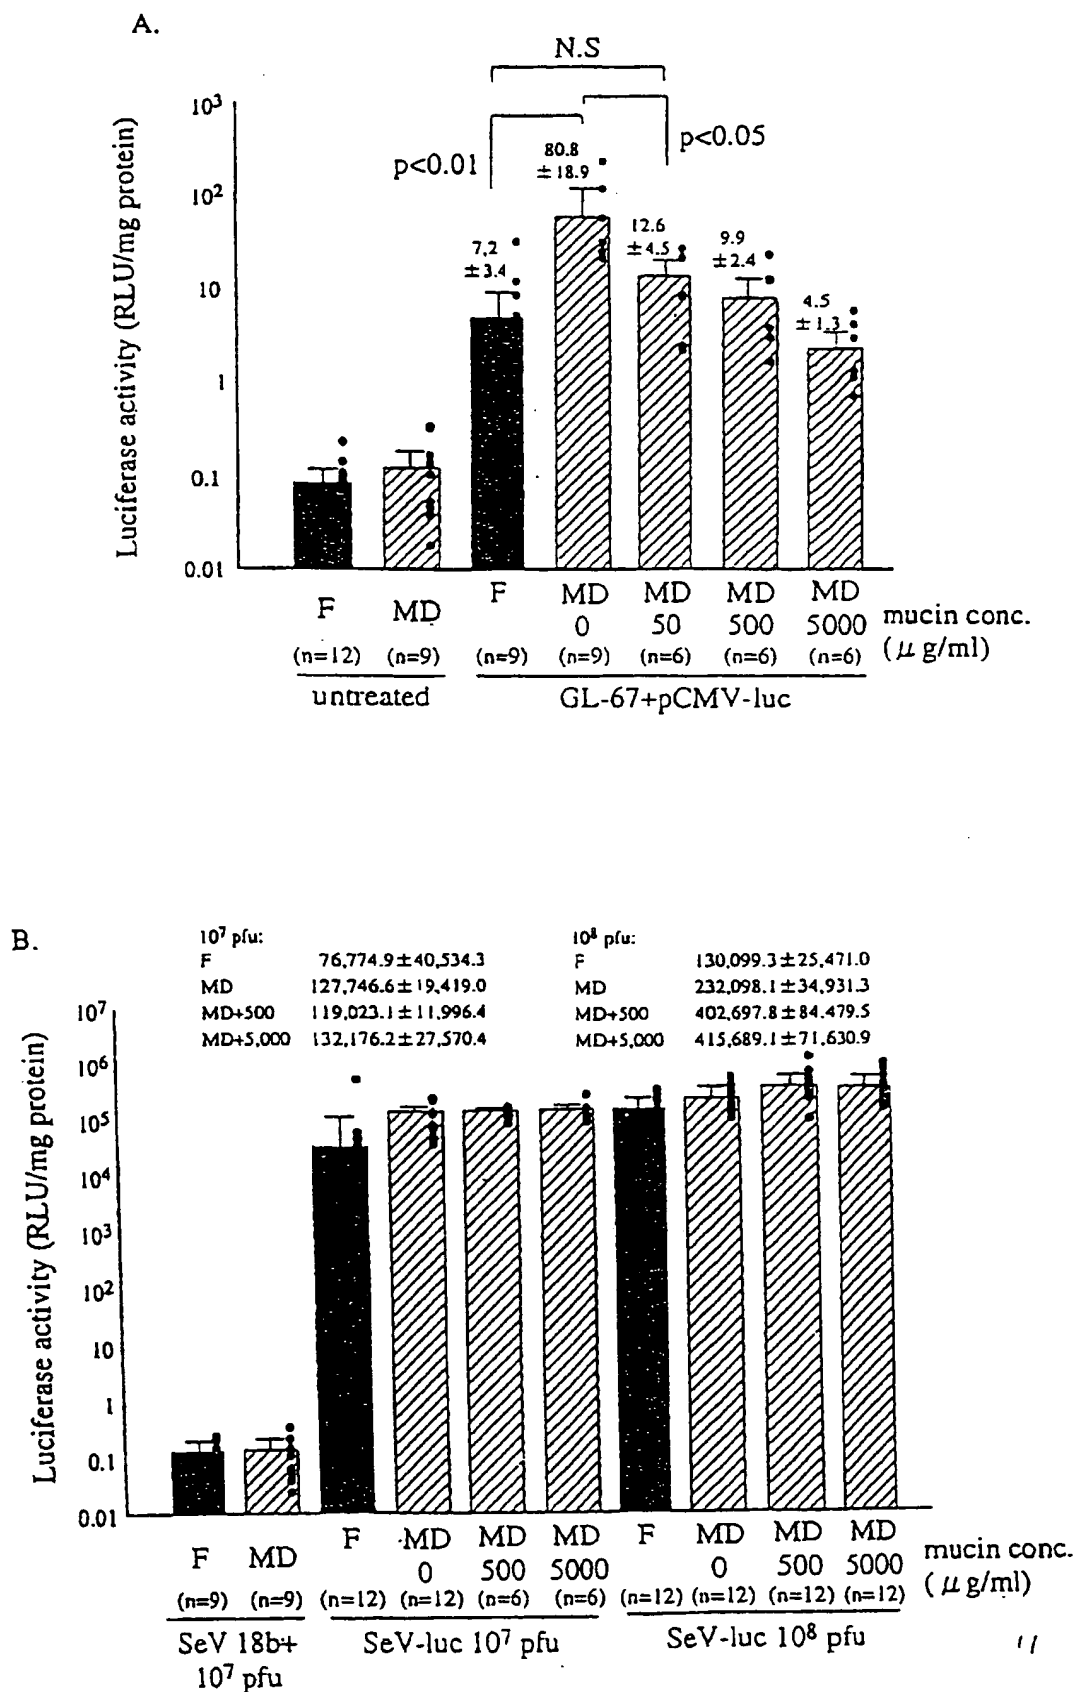 A.
N.S
p<0.01
p<0.05
Luciferase activity (RLU/mg protein)
10³
10²
10
1
0.1
0.01
7.2
±3.4
80.8
±18.9
12.6
±4.5
9.9
±2.4
4.5
±1.3
F MD F MD MD MD MD
0 50 500 5000 mucin conc.
(n=12) (n=9) (n=9) (n=9) (n=6) (n=6) (n=6) (μg/ml)
untreated GL-67+pCMV-luc
B.
10⁷ pfu:
F 76,774.9±40,534.3
MD 127,746.6±19,419.0
MD+500 119,023.1±11,996.4
MD+5,000 132,176.2±27,570.4
10⁸ pfu:
F 130,099.3±25,471.0
MD 232,098.1±34,931.3
MD+500 402,697.8±84,479.5
MD+5,000 415,689.1±71,630.9
Luciferase activity (RLU/mg protein)
10⁷
10⁶
10⁵
10⁴
10³
10²
10
1
0.1
0.01
F MD F MD MD MD F MD MD MD mucin conc.
0 500 5000 0 500 5000 (μg/ml)
(n=9) (n=9) (n=12) (n=12) (n=6) (n=6) (n=12) (n=12) (n=12) (n=12)
SeV 18b+ SeV-luc 10⁷ pfu SeV-luc 10⁸ pfu
10⁷ pfu